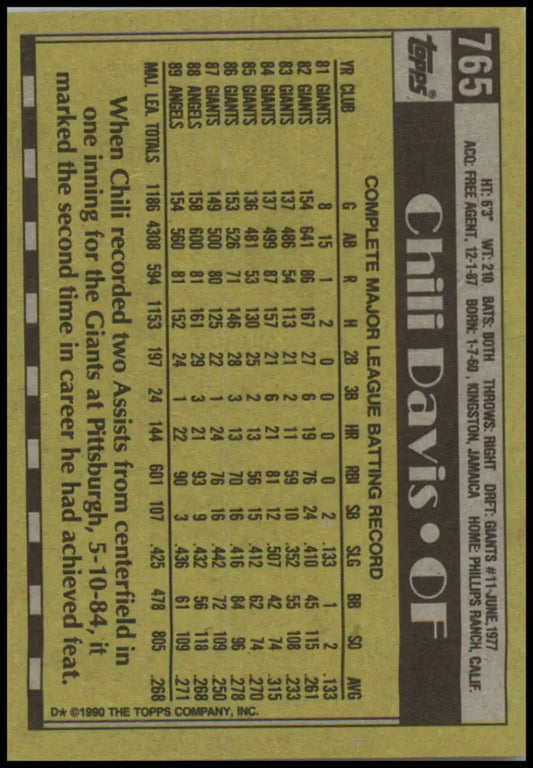 765
HT: 6'3" WT: 210 BATS: BOTH THROWS: RIGHT DRFT: GIANTS #11-JUNE, 1977
ACQ: FREE AGENT, 12-1-87 BORN: 1-7-60, KINGSTON, JAMAICA HOME: PHILLIPS RANCH, CALIF.
topps®
Chili Davis • OF
COMPLETE MAJOR LEAGUE BATTING RECORD
YR CLUB G AB R H 2B 3B HR RBI SB SLG BB SO AVG
81 GIANTS 8 15 1 2 0 0 0 0 2 .133 1 2 .133
82 GIANTS 154 641 86 167 27 6 19 76 24 .410 45 115 .261
83 GIANTS 137 486 54 113 21 2 11 59 10 .352 55 108 .233
84 GIANTS 137 499 87 157 21 6 21 81 12 .507 42 74 .315
85 GIANTS 136 481 53 130 25 2 13 56 15 .412 62 74 .270
86 GIANTS 153 526 71 146 28 3 13 70 16 .416 84 96 .278
87 GIANTS 149 500 80 125 22 1 24 76 16 .442 72 109 .250
88 ANGELS 158 600 81 161 29 3 21 93 9 .432 56 118 .268
89 ANGELS 154 560 81 152 24 1 22 90 3 .436 61 109 .271
MAJ. LEA. TOTALS 1186 4308 594 1153 197 24 144 601 107 .425 478 805 .268
When Chili recorded two Assists from centerfield in
one inning for the Giants at Pittsburgh, 5-10-84, it
marked the second time in career he had achieved feat.
D* ©1990 THE TOPPS COMPANY, INC.